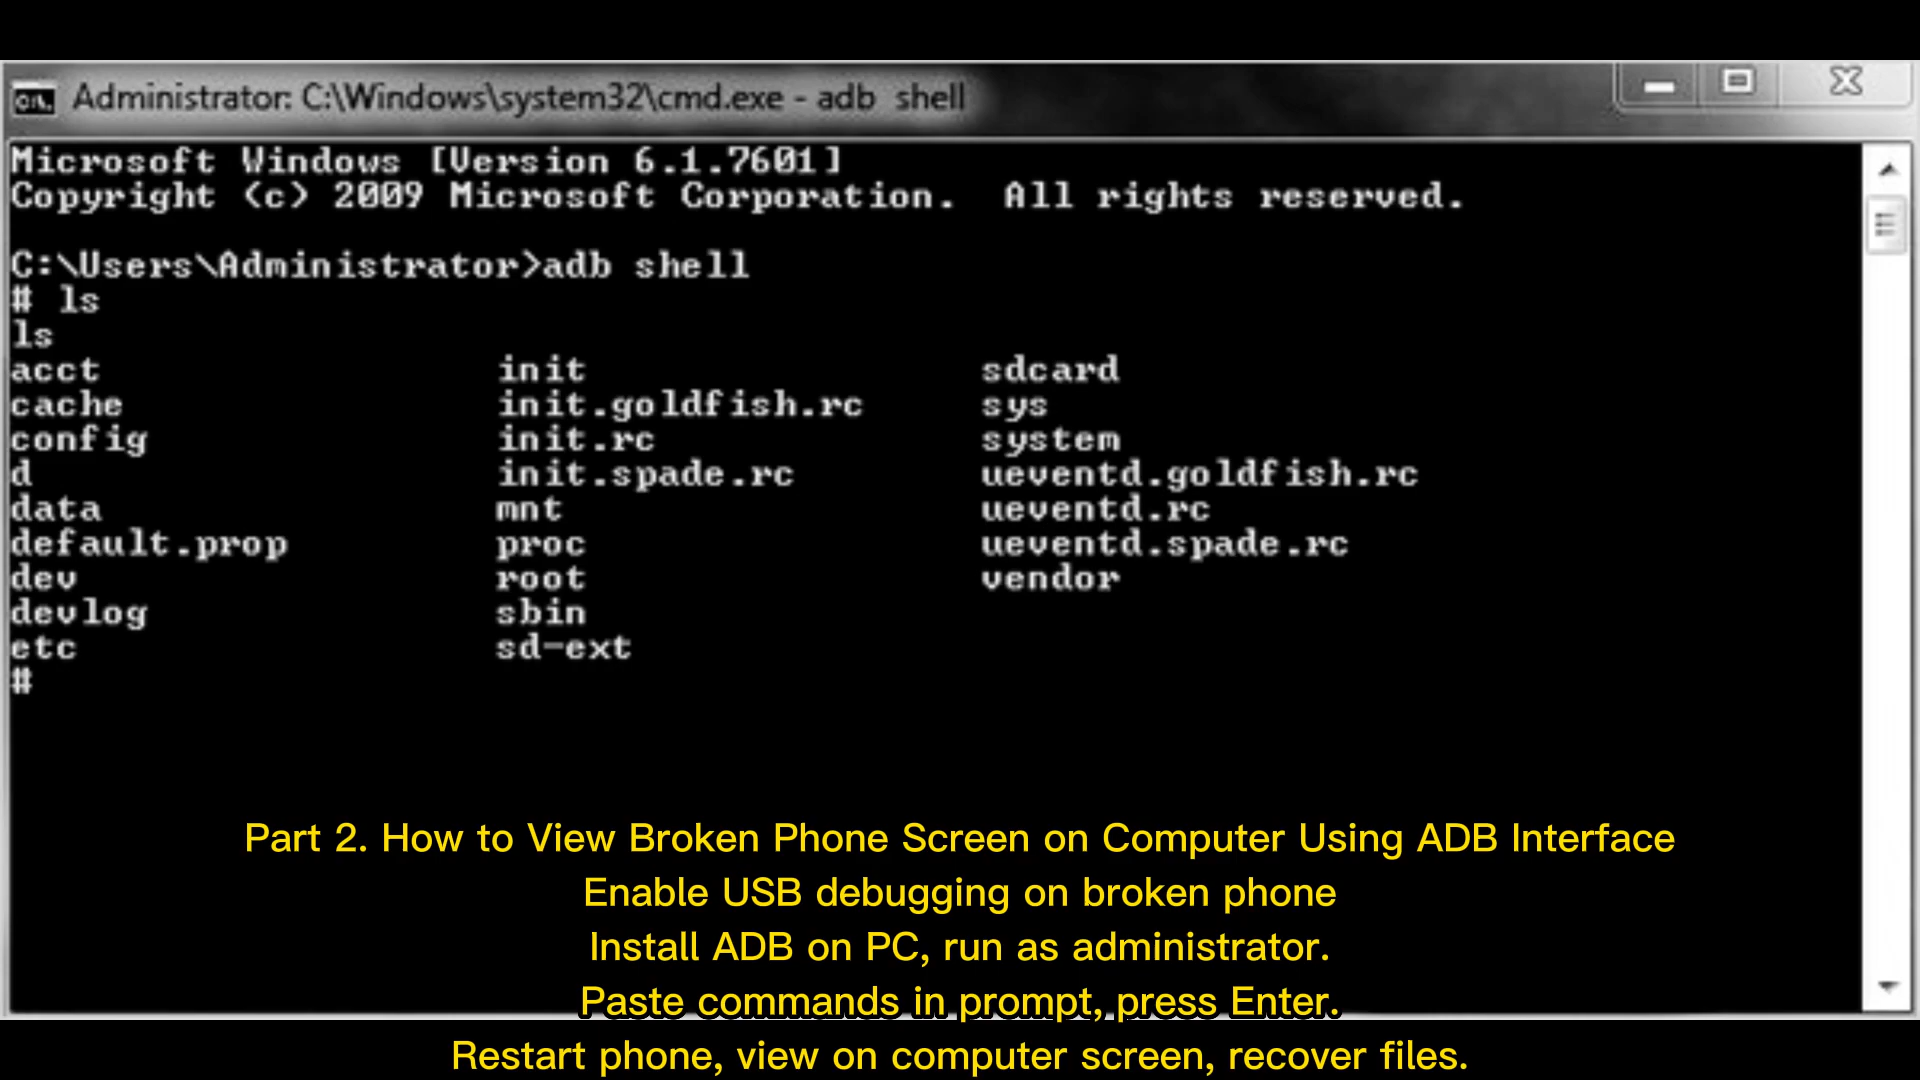 Administrator: C:\Windows\system32\cmd.exe - adb  shell
Microsoft Windows [Version 6.1.7601]
Copyright (c) 2009 Microsoft Corporation.  All rights reserved.
C:\Users\Administrator>adb shell
# ls
ls
acct init sdcard
cache init.goldfish.rc sys
config init.rc system
d init.spade.rc ueventd.goldfish.rc
data mnt ueventd.rc
default.prop proc ueventd.spade.rc
dev root vendor
devlog sbin
etc sd-ext
#
Part 2. How to View Broken Phone Screen on Computer Using ADB Interface
Enable USB debugging on broken phone
Install ADB on PC, run as administrator.
Paste commands in prompt, press Enter.
Restart phone, view on computer screen, recover files.